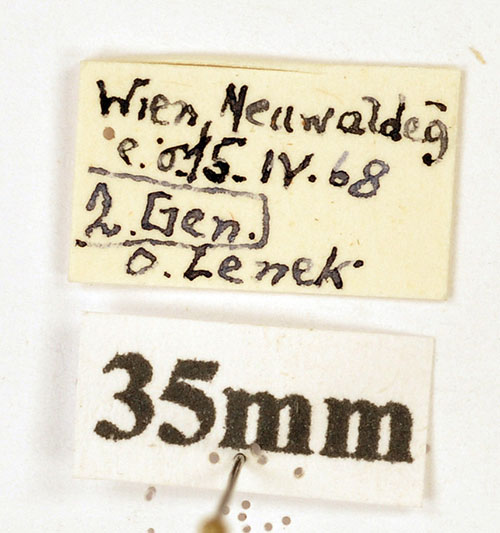 Wien, Neuwaldeg̃
e.o. 15. IV. 68
2. Gen.
O. Lenek
35mm